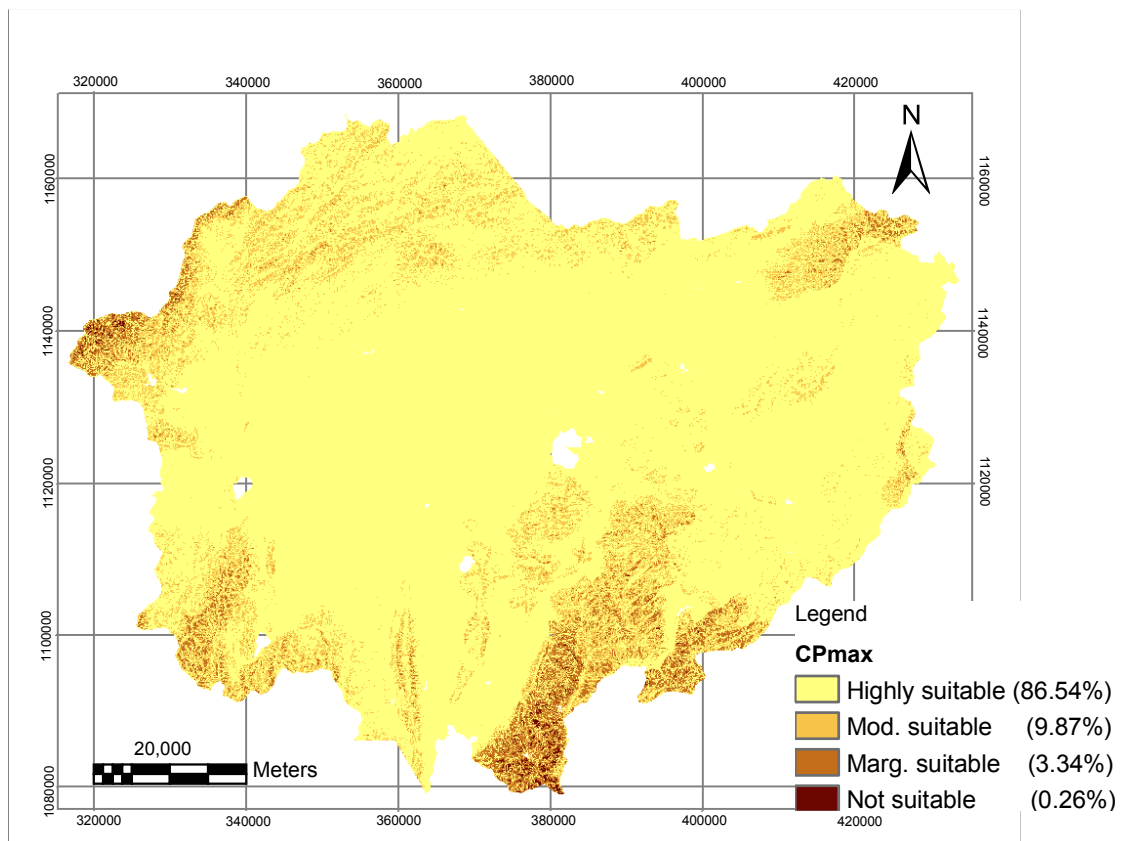 320000 340000 360000 380000 400000 420000
N
1160000 1160000
1140000 1140000
1120000 1120000
1100000
1080000
Legend
CPmax
Highly suitable (86.54%)
Mod. suitable (9.87%)
Marg. suitable (3.34%)
Not suitable (0.26%)
20,000
Meters
320000 340000 360000 380000 400000 420000